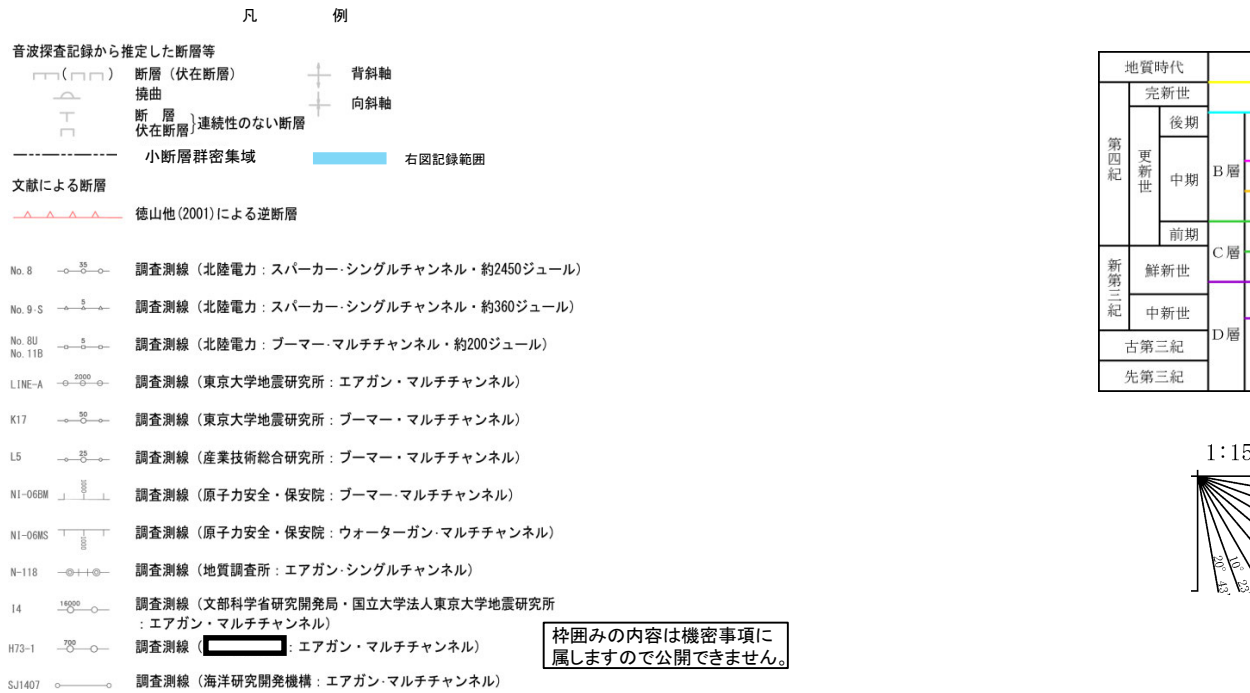 凡　　例
音波探査記録から推定した断層等
( ) 断層（伏在断層）
背斜軸
撓曲
向斜軸
断　層
伏在断層 } 連続性のない断層
小断層群密集域
右図記録範囲
文献による断層
徳山他(2001)による逆断層
No.8 35 調査測線（北陸電力：スパーカー・シングルチャンネル・約2450ジュール）
No.9-S 5 調査測線（北陸電力：スパーカー・シングルチャンネル・約360ジュール）
No.8U
No.11B 5 調査測線（北陸電力：ブーマー・マルチチャンネル・約200ジュール）
LINE-A 2000 調査測線（東京大学地震研究所：エアガン・マルチチャンネル）
K17 50 調査測線（東京大学地震研究所：ブーマー・マルチチャンネル）
L5 25 調査測線（産業技術総合研究所：ブーマー・マルチチャンネル）
NI-06BM 調査測線（原子力安全・保安院：ブーマー・マルチチャンネル）
NI-06MS 調査測線（原子力安全・保安院：ウォーターガン・マルチチャンネル）
N-118 調査測線（地質調査所：エアガン・シングルチャンネル）
I4 16000 調査測線（文部科学省研究開発局・国立大学法人東京大学地震研究所
：エアガン・マルチチャンネル）
H73-1 700 調査測線（ ：エアガン・マルチチャンネル）
SJ1407 調査測線（海洋研究開発機構：エアガン・マルチチャンネル）
枠囲みの内容は機密事項に
属しますので公開できません。
地質時代
第四紀
完新世
更新世
後期
中期
前期
B層
C層
新第三紀
鮮新世
中新世
D層
古第三紀
先第三紀
1:15
20°
10°